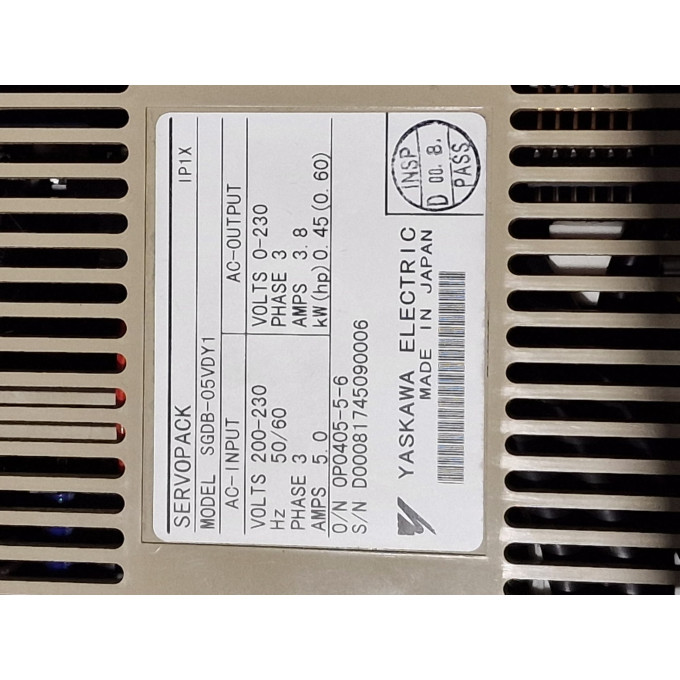 SERVOPACK IP1X
MODEL SGDB-05VDY1
AC-INPUT AC-OUTPUT
VOLTS 200-230 VOLTS 0-230
Hz 50/60 PHASE 3
PHASE 3 AMPS 3.8
AMPS 5.0 kW(hp) 0.45(0.60)
O/N OP0405-5-6
S/N D00081745090006
YASKAWA ELECTRIC
MADE IN JAPAN
INSP
D 00.8.
PASS